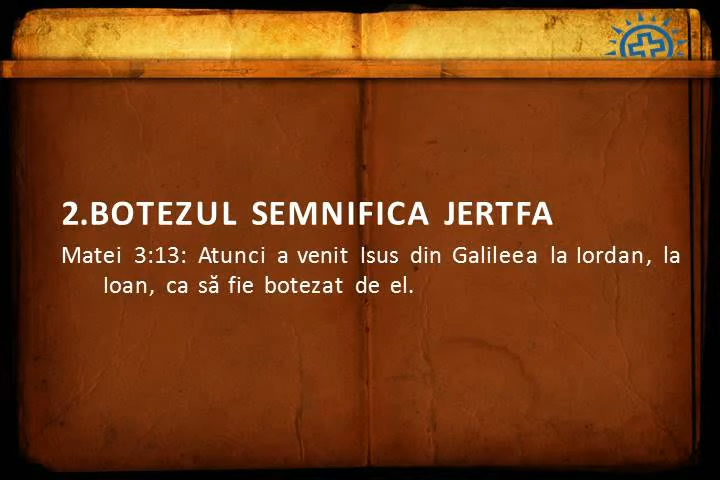 2.BOTEZUL SEMNIFICA JERTFA
Matei 3:13: Atunci a venit Isus din Galileea la Iordan, la
Ioan, ca să fie botezat de el.